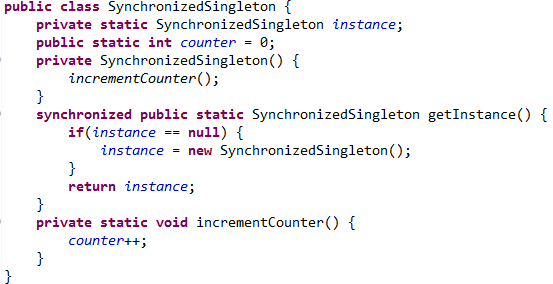 public class SynchronizedSingleton {
    private static SynchronizedSingleton instance;
    public static int counter = 0;
    private SynchronizedSingleton() {
        incrementCounter();
    }
    synchronized public static SynchronizedSingleton getInstance() {
        if(instance == null) {
            instance = new SynchronizedSingleton();
        }
        return instance;
    }
    private static void incrementCounter() {
        counter++;
    }
}